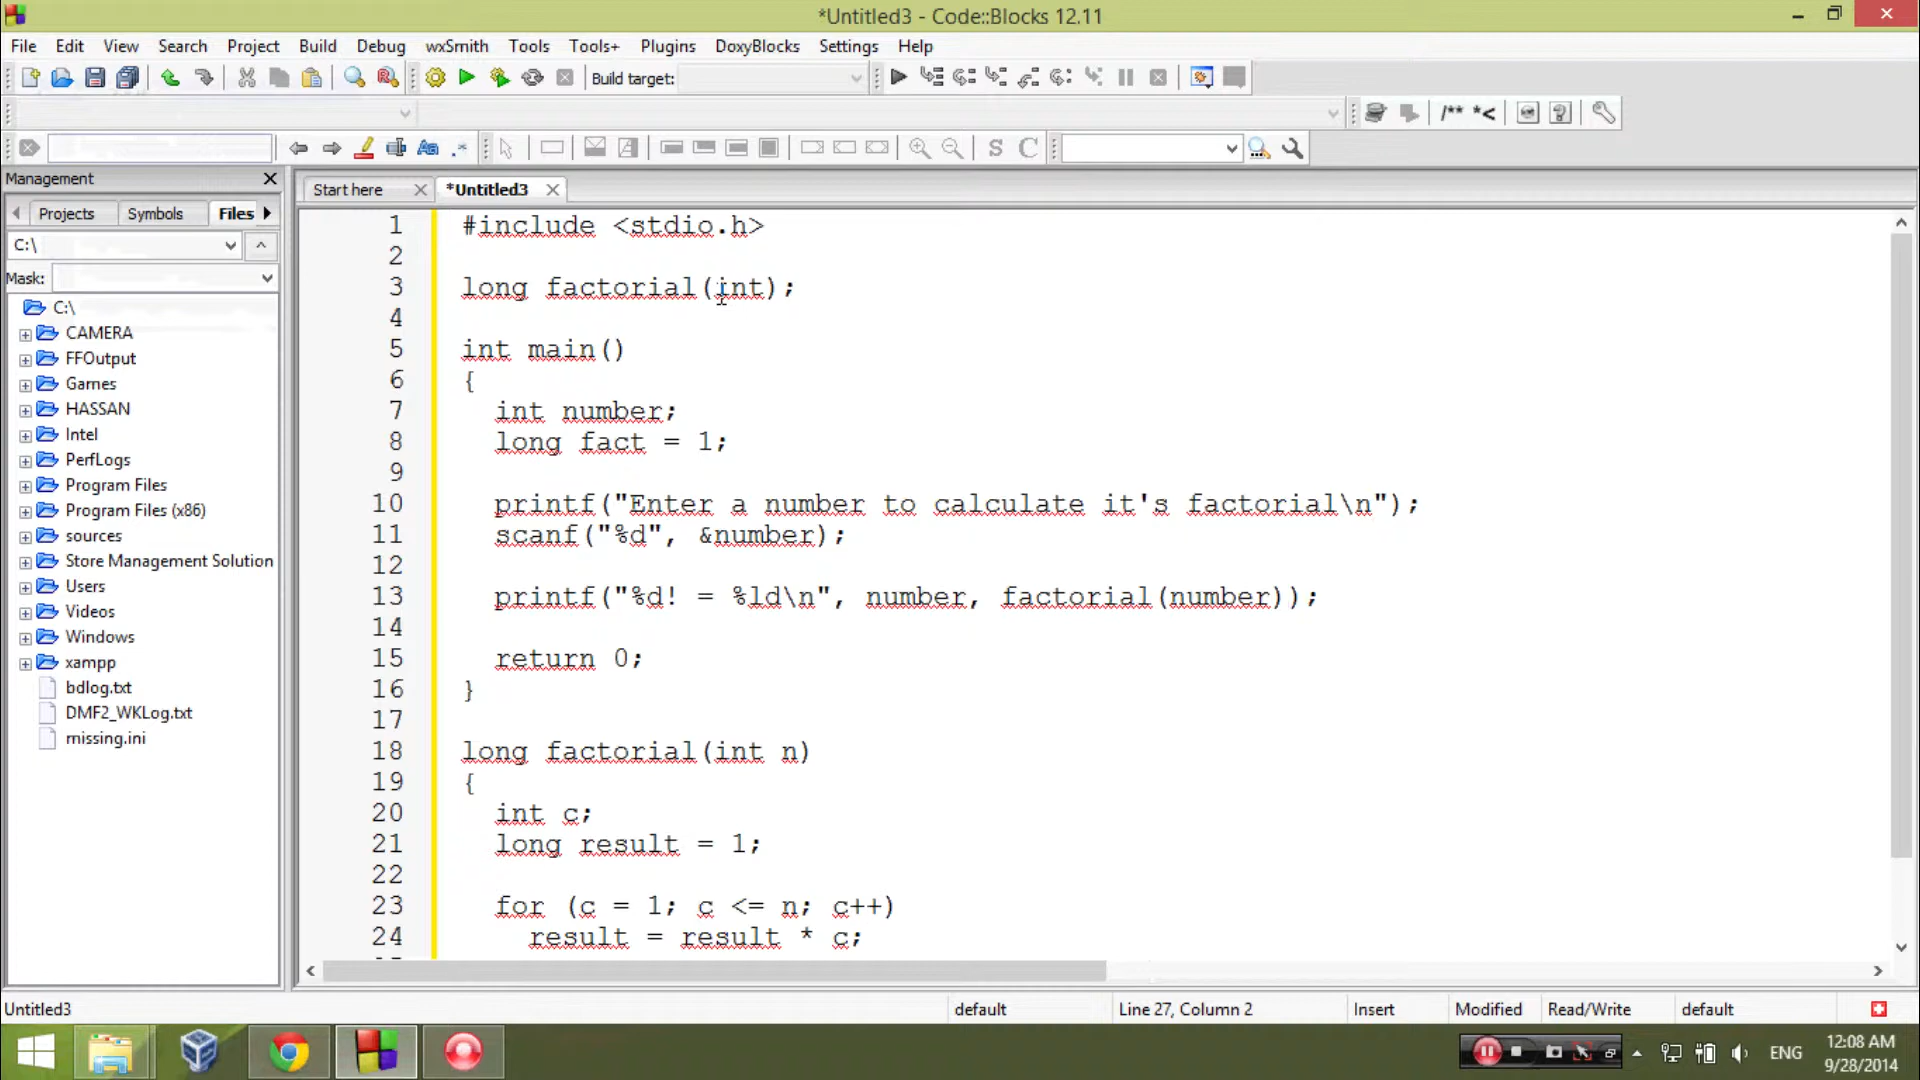 *Untitled3 - Code::Blocks 12.11
File Edit View Search Project Build Debug wxSmith Tools Tools+ Plugins DoxyBlocks Settings Help
Build target:
/** *<
S C
Management
Projects Symbols Files
C:\
Mask:
C:\
CAMERA
FFOutput
Games
HASSAN
Intel
PerfLogs
Program Files
Program Files (x86)
sources
Store Management Solution
Users
Videos
Windows
xampp
bdlog.txt
DMF2_WKLog.txt
missing.ini
Start here *Untitled3
1 #include <stdio.h>
2
3 long factorial(int);
4
5 int main()
6 {
7 int number;
8 long fact = 1;
9
10 printf("Enter a number to calculate it's factorial\n");
11 scanf("%d", &number);
12
13 printf("%d! = %ld\n", number, factorial(number));
14
15 return 0;
16 }
17
18 long factorial(int n)
19 {
20 int c;
21 long result = 1;
22
23 for (c = 1; c <= n; c++)
24 result = result * c;
Untitled3 default Line 27, Column 2 Insert Modified Read/Write default
ENG
12:08 AM
9/28/2014